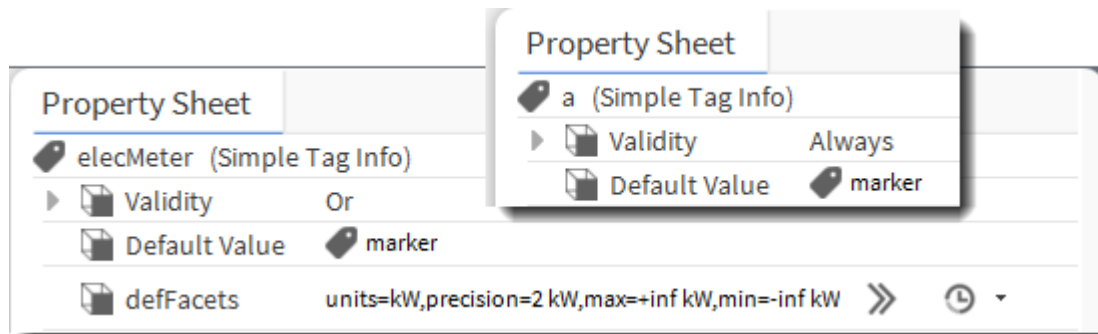 Property Sheet
a (Simple Tag Info)
Validity Always
Default Value marker
Property Sheet
elecMeter (Simple Tag Info)
Validity Or
Default Value marker
defFacets units=kW,precision=2 kW,max=+inf kW,min=-inf kW